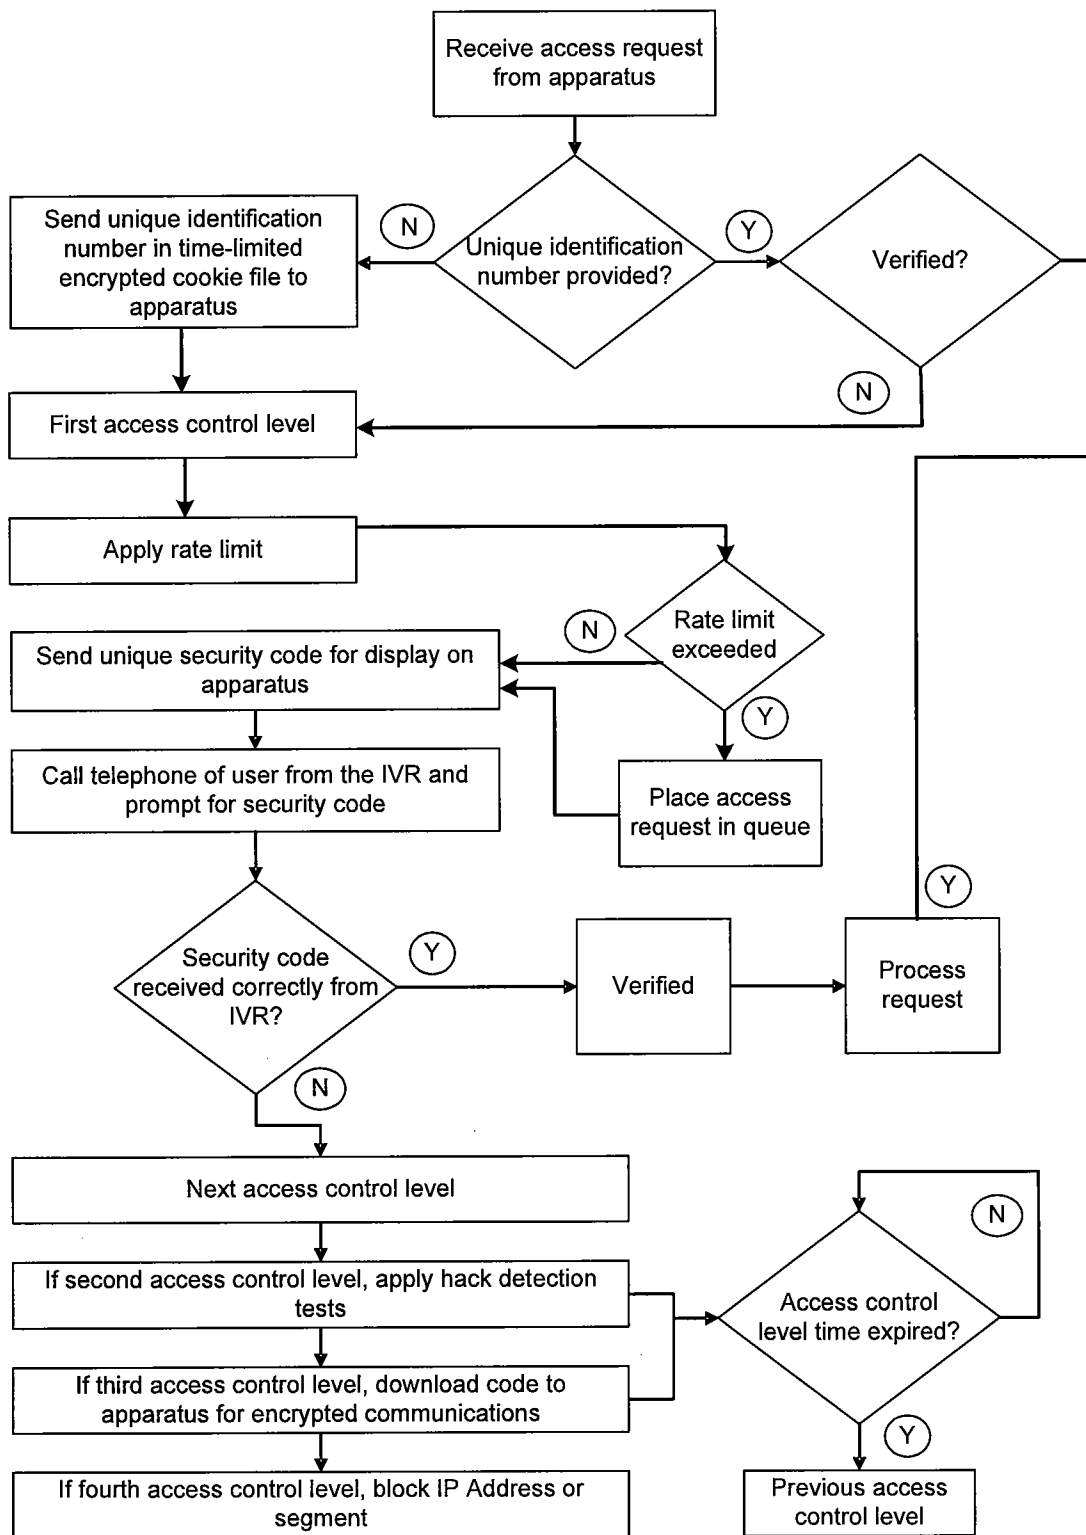 Receive access request
from apparatus
Send unique identification
number in time-limited
encrypted cookie file to
apparatus
N
Unique identification
number provided?
Y
Verified?
N
First access control level
Apply rate limit
Rate limit
exceeded
N
Send unique security code for display on
apparatus
Y
Call telephone of user from the IVR and
prompt for security code
Place access
request in queue
Y
Security code
received correctly from
IVR?
Y
Verified
Process
request
N
Next access control level
N
If second access control level, apply hack detection
tests
Access control
level time expired?
If third access control level, download code to
apparatus for encrypted communications
Y
If fourth access control level, block IP Address or
segment
Previous access
control level